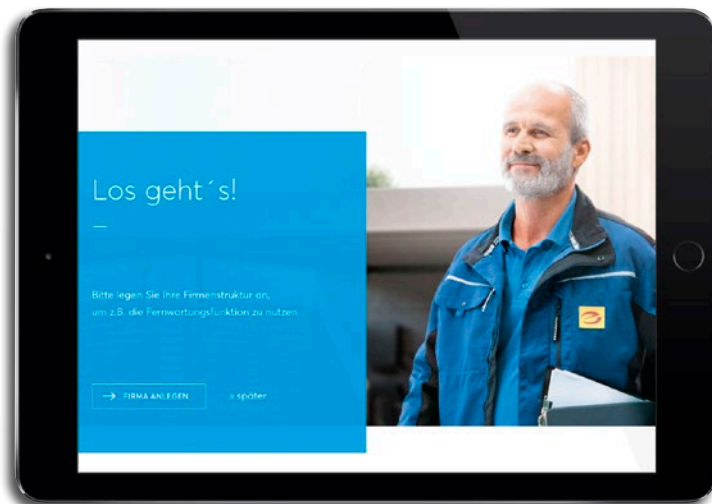 Los geht´s!
Bitte legen Sie Ihre Firmenstruktur an,
um z.B. die Fernwartungsfunktion zu nutzen.
→ FIRMA ANLEGEN » später